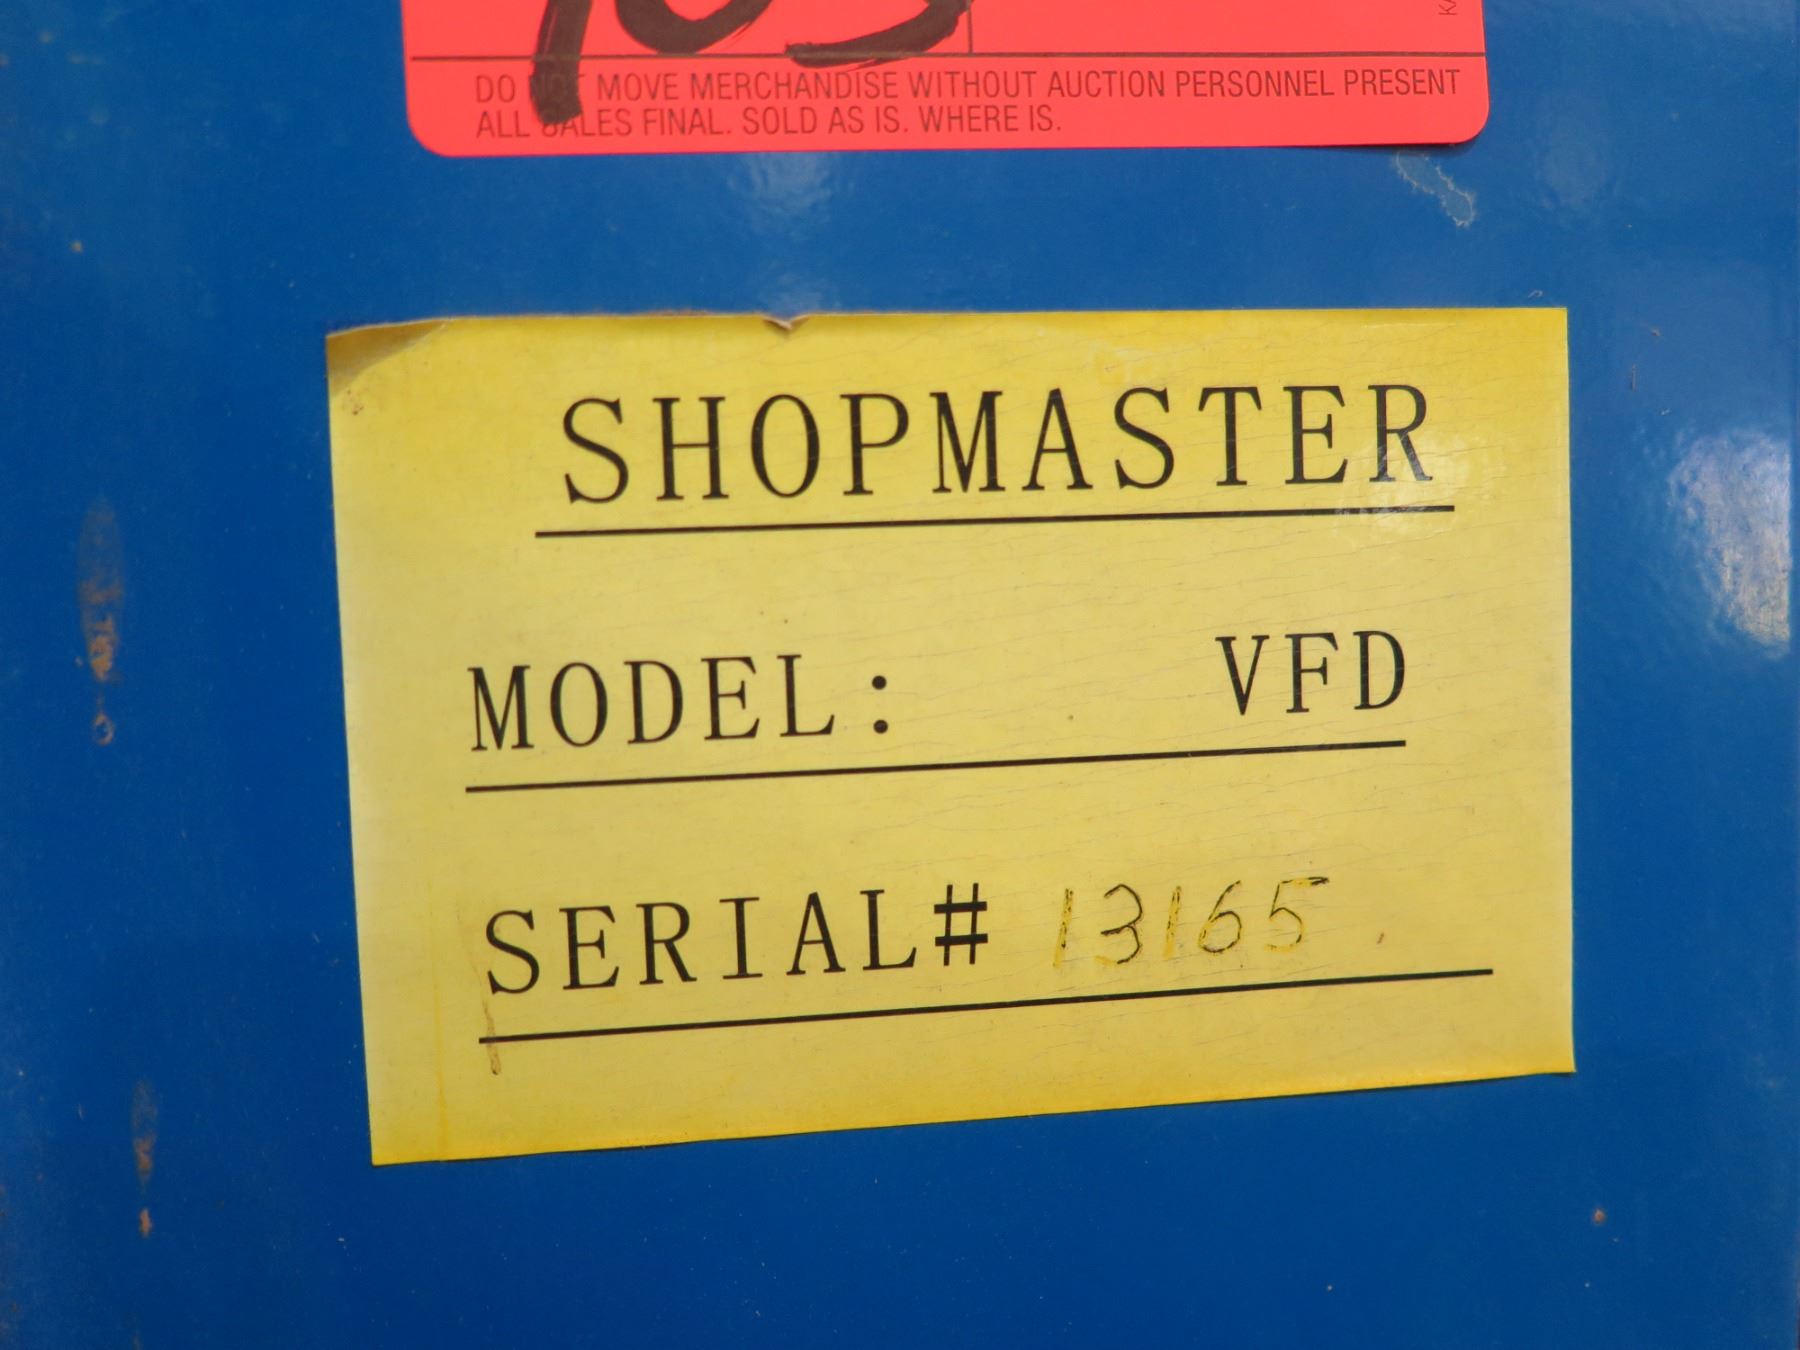 DO NOT MOVE MERCHANDISE WITHOUT AUCTION PERSONNEL PRESENT
ALL SALES FINAL. SOLD AS IS. WHERE IS.
SHOPMASTER
MODEL: VFD
SERIAL# 13165